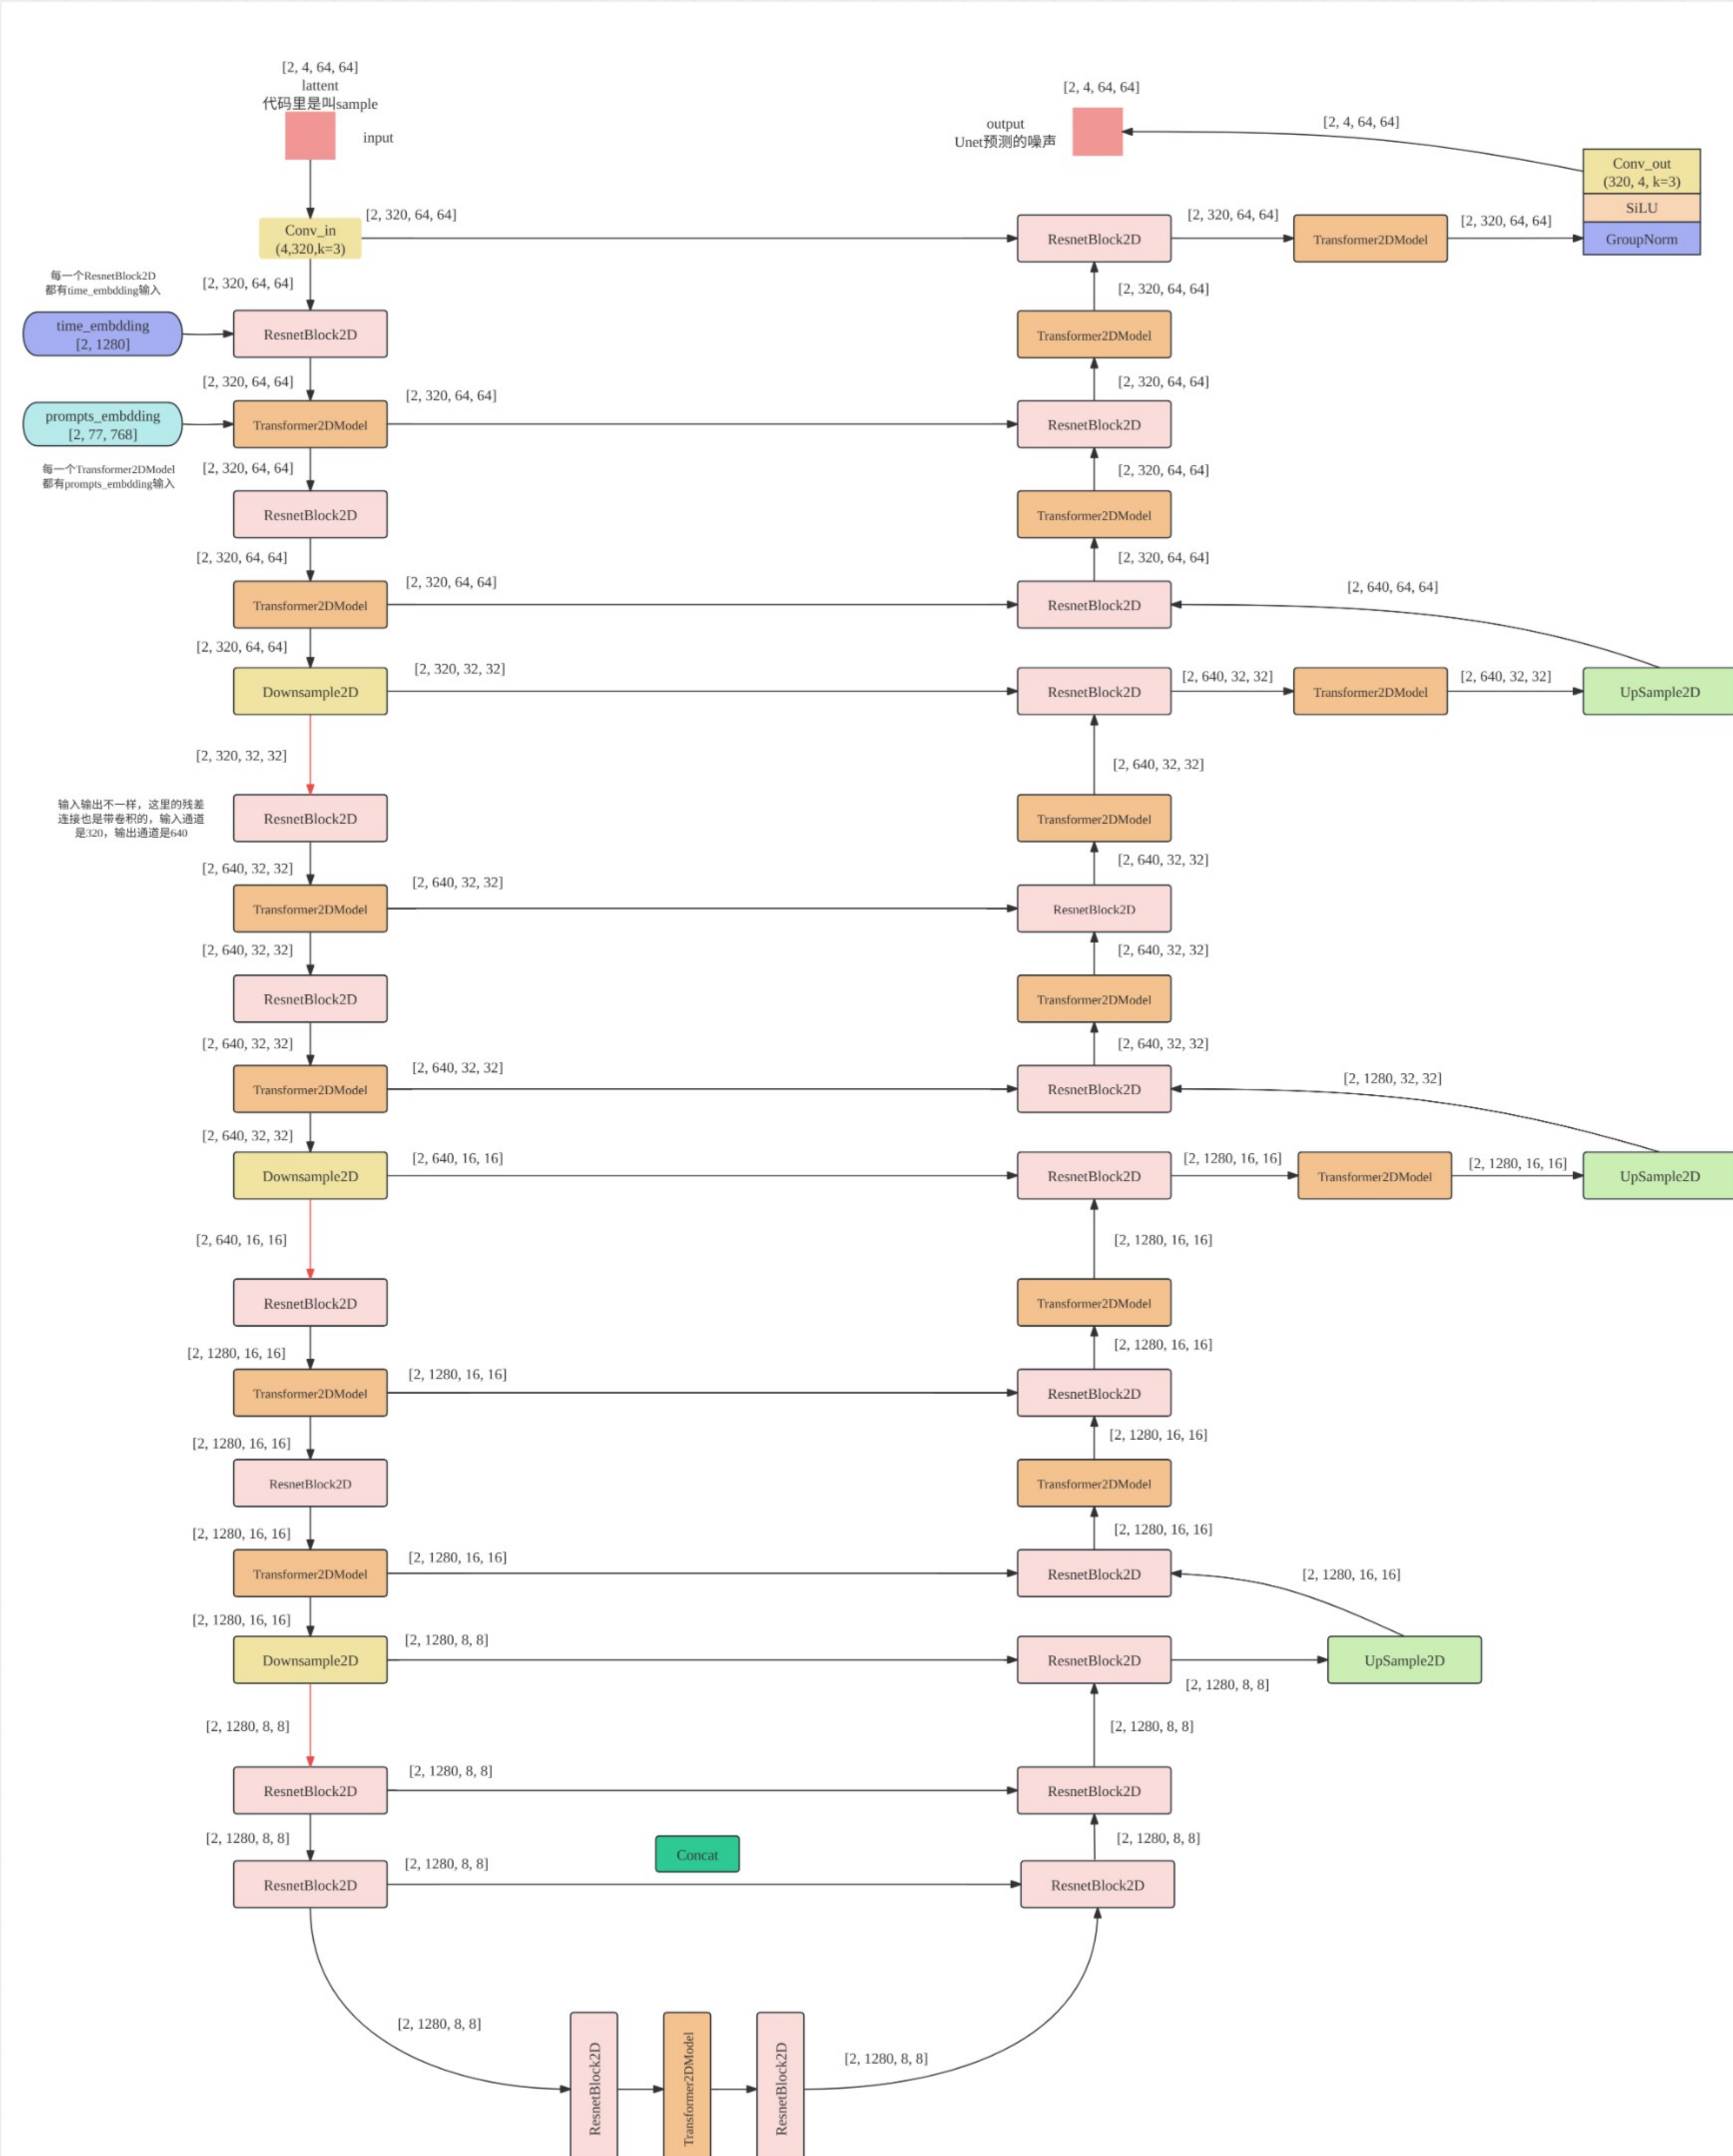 [2, 4, 64, 64]
lattent
代码里是叫sample
input
[2, 4, 64, 64]
output
Unet预测的噪声
[2, 4, 64, 64]
Conv_out
(320, 4, k=3)
SiLU
GroupNorm
Conv_in
(4,320,k=3)
[2, 320, 64, 64]
ResnetBlock2D
[2, 320, 64, 64]
Transformer2DModel
[2, 320, 64, 64]
每一个ResnetBlock2D
都有time_embdding输入
[2, 320, 64, 64]
[2, 320, 64, 64]
time_embdding
[2, 1280]
ResnetBlock2D
Transformer2DModel
[2, 320, 64, 64]
[2, 320, 64, 64]
[2, 320, 64, 64]
prompts_embdding
[2, 77, 768]
Transformer2DModel
ResnetBlock2D
每一个Transformer2DModel
都有prompts_embdding输入
[2, 320, 64, 64]
[2, 320, 64, 64]
ResnetBlock2D
Transformer2DModel
[2, 320, 64, 64]
[2, 320, 64, 64]
[2, 320, 64, 64]
[2, 640, 64, 64]
Transformer2DModel
ResnetBlock2D
[2, 320, 64, 64]
[2, 320, 32, 32]
Downsample2D
ResnetBlock2D
[2, 640, 32, 32]
Transformer2DModel
[2, 640, 32, 32]
UpSample2D
[2, 320, 32, 32]
[2, 640, 32, 32]
输入输出不一样，这里的残差
连接也是带卷积的，输入通道
是320，输出通道是640
ResnetBlock2D
Transformer2DModel
[2, 640, 32, 32]
[2, 640, 32, 32]
[2, 640, 32, 32]
Transformer2DModel
ResnetBlock2D
[2, 640, 32, 32]
[2, 640, 32, 32]
ResnetBlock2D
Transformer2DModel
[2, 640, 32, 32]
[2, 640, 32, 32]
[2, 640, 32, 32]
[2, 1280, 32, 32]
Transformer2DModel
ResnetBlock2D
[2, 640, 32, 32]
[2, 640, 16, 16]
Downsample2D
ResnetBlock2D
[2, 1280, 16, 16]
Transformer2DModel
[2, 1280, 16, 16]
UpSample2D
[2, 640, 16, 16]
[2, 1280, 16, 16]
ResnetBlock2D
Transformer2DModel
[2, 1280, 16, 16]
[2, 1280, 16, 16]
[2, 1280, 16, 16]
Transformer2DModel
ResnetBlock2D
[2, 1280, 16, 16]
[2, 1280, 16, 16]
ResnetBlock2D
Transformer2DModel
[2, 1280, 16, 16]
[2, 1280, 16, 16]
[2, 1280, 16, 16]
[2, 1280, 16, 16]
Transformer2DModel
ResnetBlock2D
[2, 1280, 16, 16]
[2, 1280, 8, 8]
Downsample2D
ResnetBlock2D
[2, 1280, 8, 8]
UpSample2D
[2, 1280, 8, 8]
[2, 1280, 8, 8]
ResnetBlock2D
[2, 1280, 8, 8]
ResnetBlock2D
[2, 1280, 8, 8]
[2, 1280, 8, 8]
Concat
[2, 1280, 8, 8]
ResnetBlock2D
ResnetBlock2D
[2, 1280, 8, 8]
[2, 1280, 8, 8]
ResnetBlock2D
Transformer2DModel
ResnetBlock2D